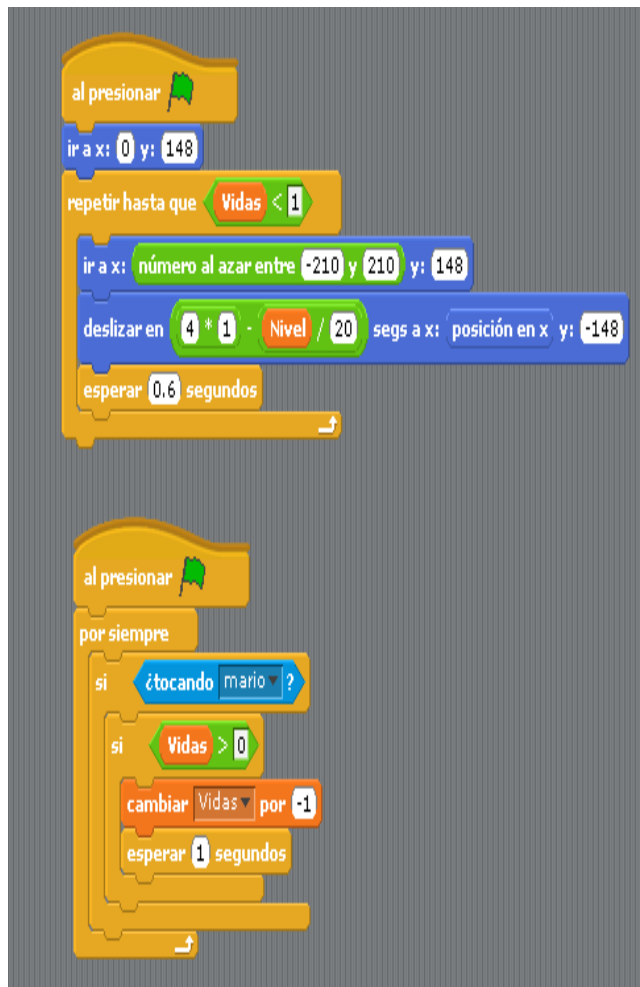 al presionar
ir a x: 0 y: 148
repetir hasta que Vidas < 1
ir a x: número al azar entre -210 y 210 y: 148
deslizar en 4 * 1 - Nivel / 20 segs a x: posición en x y: -148
esperar 0.6 segundos
al presionar
por siempre
si ¿tocando mario ?
si Vidas > 0
cambiar Vidas por -1
esperar 1 segundos